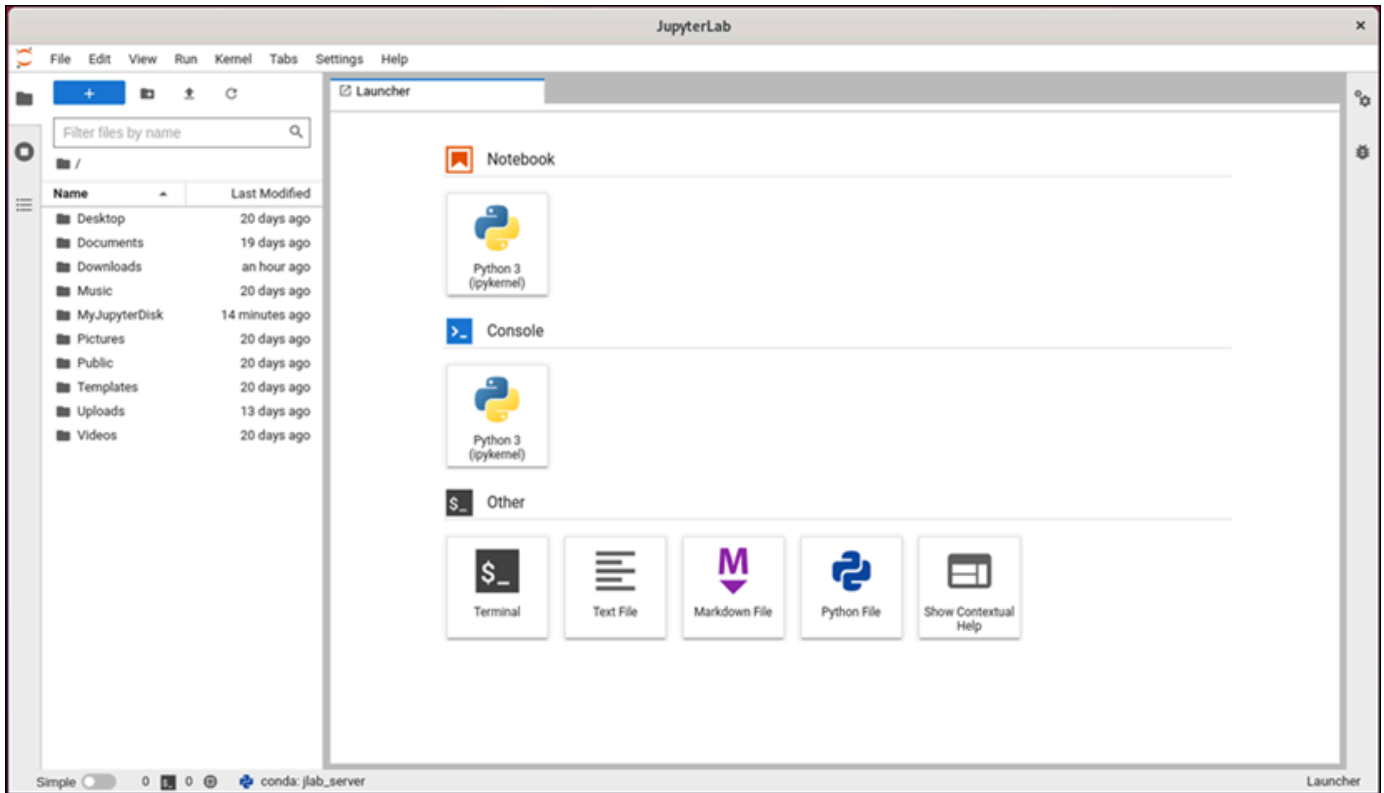 JupyterLab ×
File Edit View Run Kernel Tabs Settings Help
+
Filter files by name
/
Name Last Modified
Desktop 20 days ago
Documents 19 days ago
Downloads an hour ago
Music 20 days ago
MyJupyterDisk 14 minutes ago
Pictures 20 days ago
Public 20 days ago
Templates 20 days ago
Uploads 13 days ago
Videos 20 days ago
Launcher
Notebook
Python 3
(ipykernel)
>_ Console
Python 3
(ipykernel)
$_ Other
$_
Terminal
Text File
M
Markdown File
Python File
Show Contextual
Help
Simple 0 $_ 0 conda: jlab_server Launcher